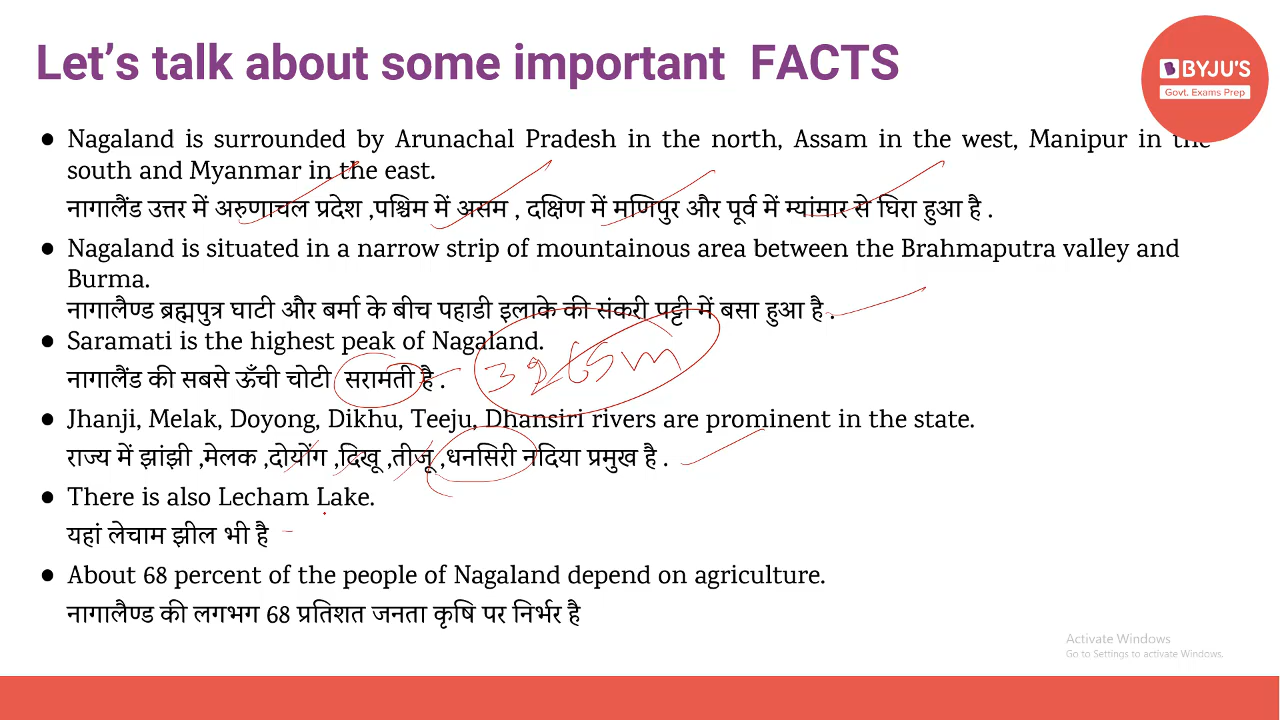 Let's talk about some important FACTS
BYJU'S
Govt. Exams Prep
● Nagaland is surrounded by Arunachal Pradesh in the north, Assam in the west, Manipur in the
south and Myanmar in the east.
नागालैंड उत्तर में अरुणाचल प्रदेश ,पश्चिम में असम , दक्षिण में मणिपुर और पूर्व में म्यांमार से घिरा हुआ है .
● Nagaland is situated in a narrow strip of mountainous area between the Brahmaputra valley and
Burma.
नागालैण्ड ब्रह्मपुत्र घाटी और बर्मा के बीच पहाडी इलाके की संकरी पट्टी में बसा हुआ है .
● Saramati is the highest peak of Nagaland.
नागालैंड की सबसे ऊँची चोटी सरामती है .
● Jhanji, Melak, Doyong, Dikhu, Teeju, Dhansiri rivers are prominent in the state.
राज्य में झांझी ,मेलक ,दोयोंग ,दिखू ,तीजू ,धनसिरी नदिया प्रमुख है .
● There is also Lecham Lake.
यहां लेचाम झील भी है
● About 68 percent of the people of Nagaland depend on agriculture.
नागालैण्ड की लगभग 68 प्रतिशत जनता कृषि पर निर्भर है
Activate Windows
Go to Settings to activate Windows.